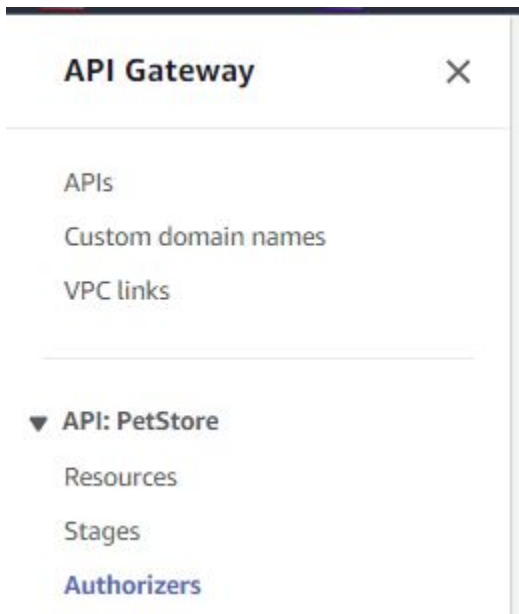 API Gateway
APIs
Custom domain names
VPC links
API: PetStore
Resources
Stages
Authorizers